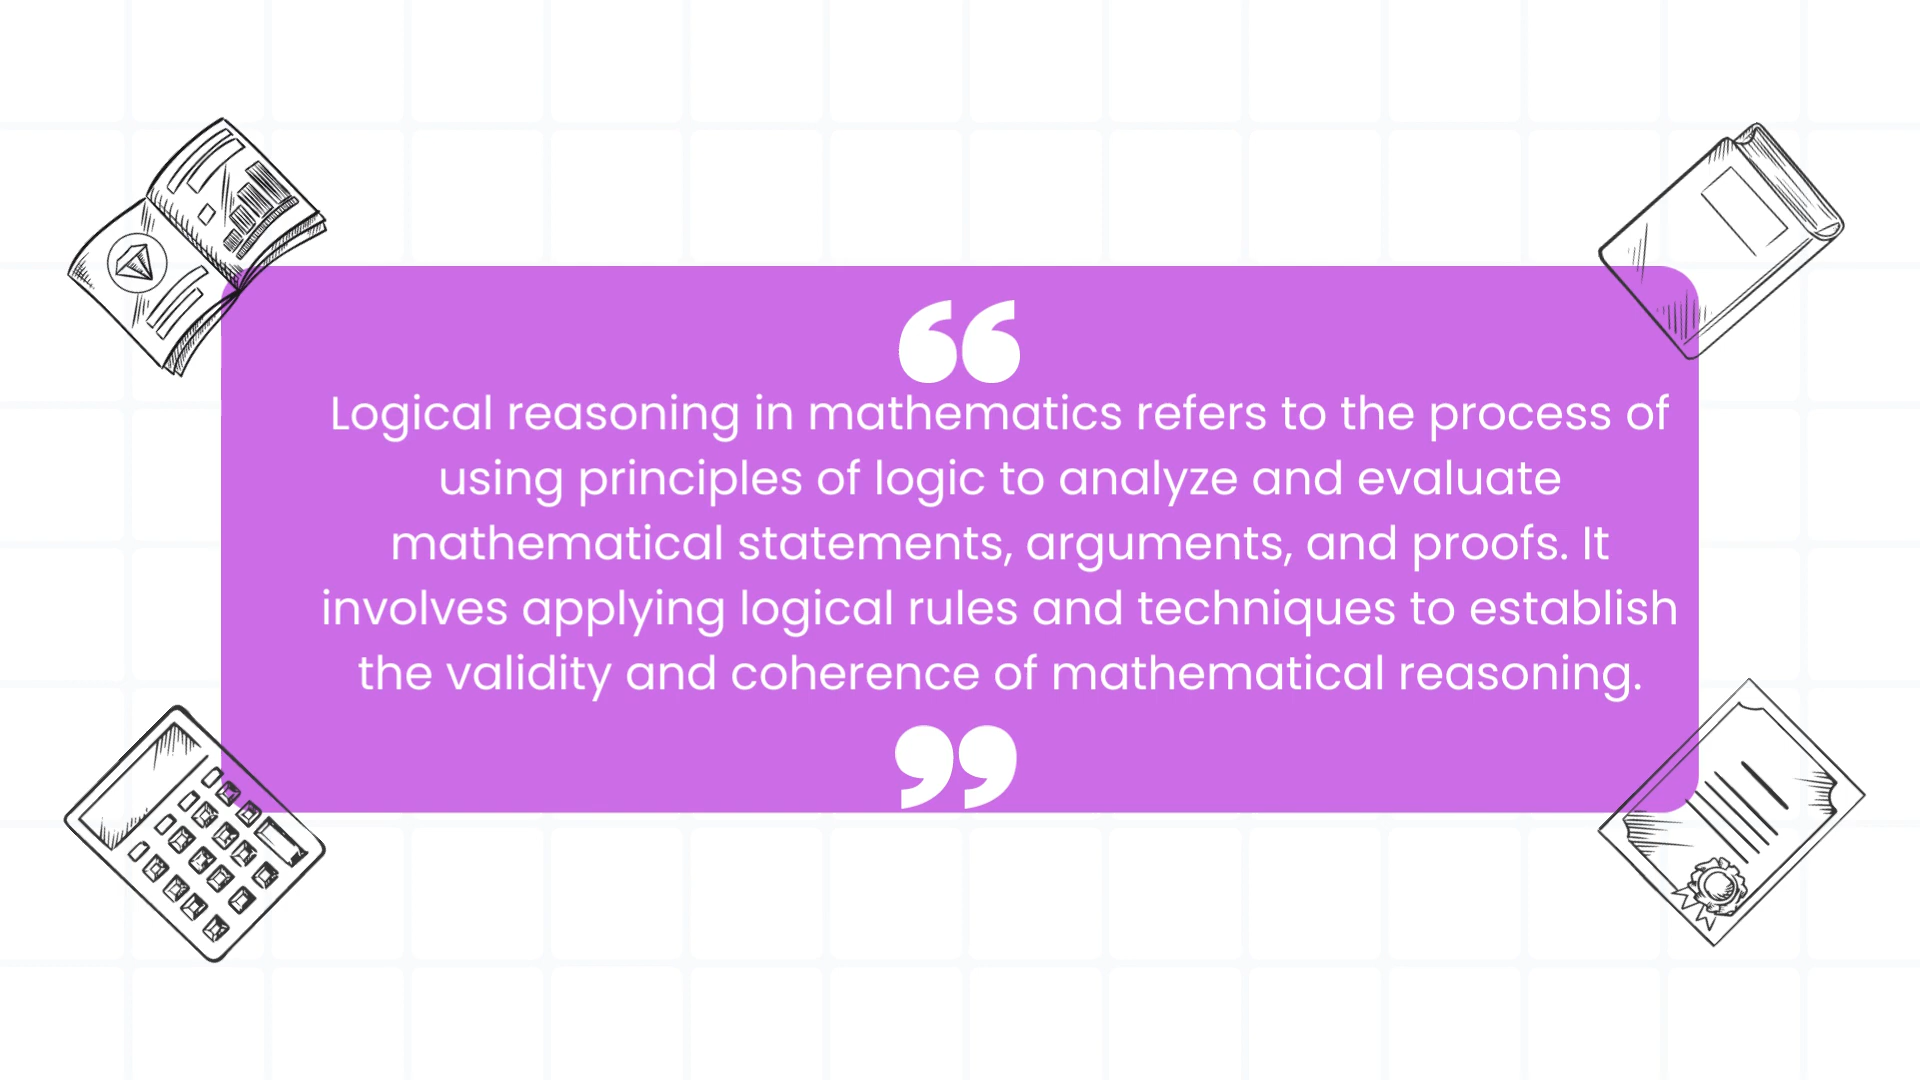 “
Logical reasoning in mathematics refers to the process of
using principles of logic to analyze and evaluate
mathematical statements, arguments, and proofs. It
involves applying logical rules and techniques to establish
the validity and coherence of mathematical reasoning.
”